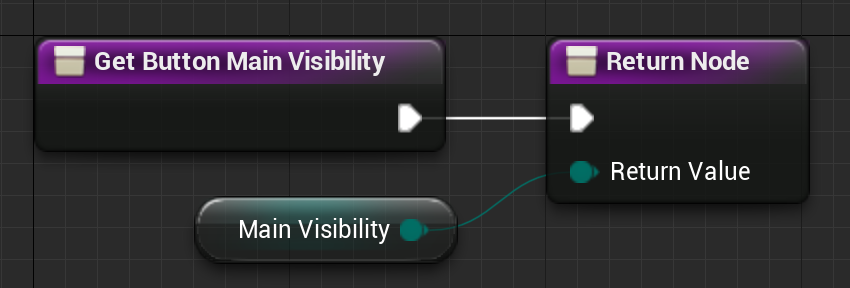 Get Button Main Visibility
Return Node
Return Value
Main Visibility